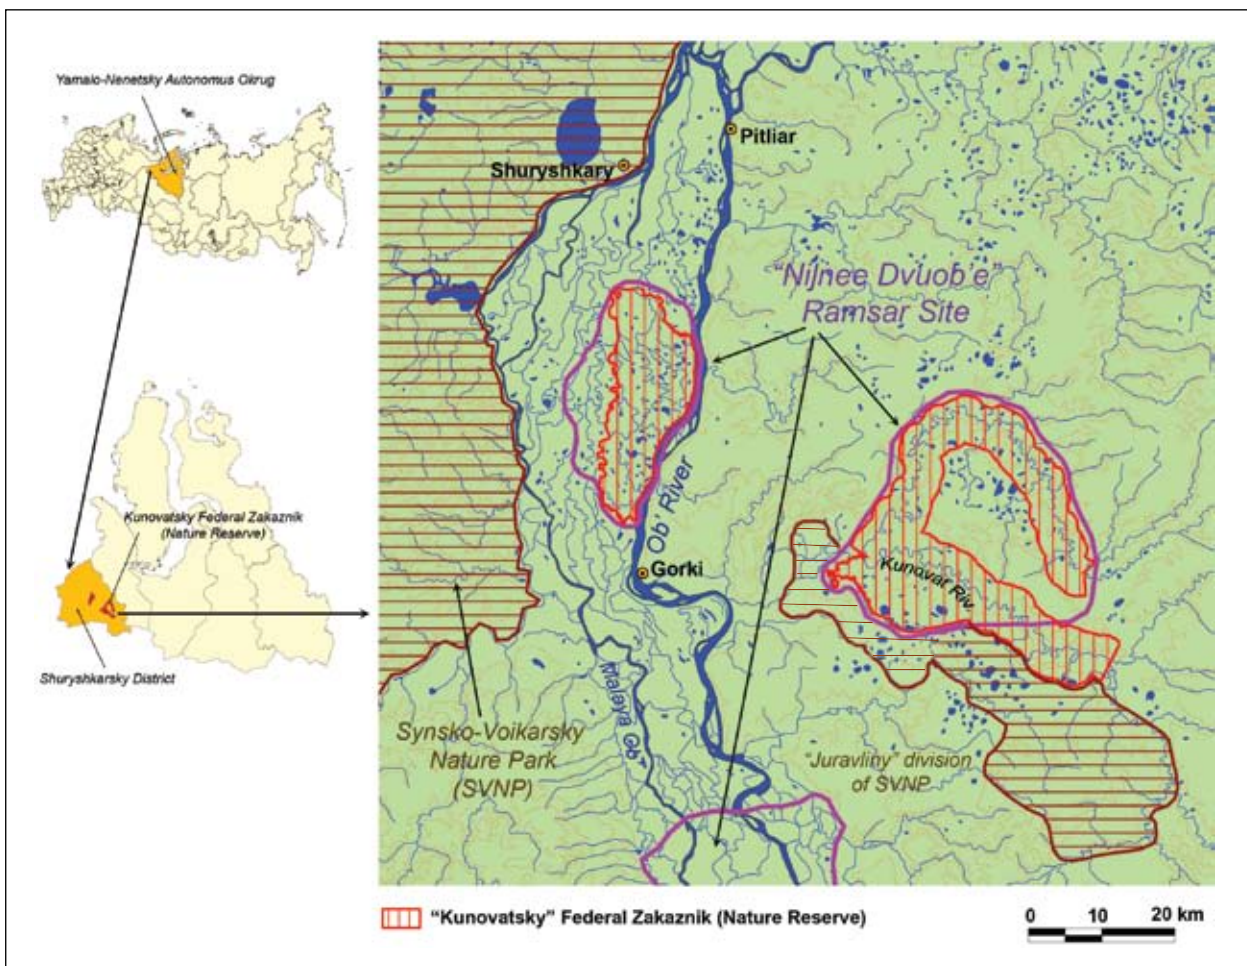 Yamalo-Nenetsky Autonomus Okrug
Kunovatsky Federal Zakaznik
(Nature Reserve)
Shuryshkarsky District
Pitliar
Shuryshkary
"Nijnee Dvuob'e"
Ramsar Site
Ob River
Gorki
Kunovat Riv.
Malaya Ob
Synsko-Voikarsky
Nature Park
(SVNP)
"Juravliny" division
of SVNP
"Kunovatsky" Federal Zakaznik (Nature Reserve)
0 10 20 km